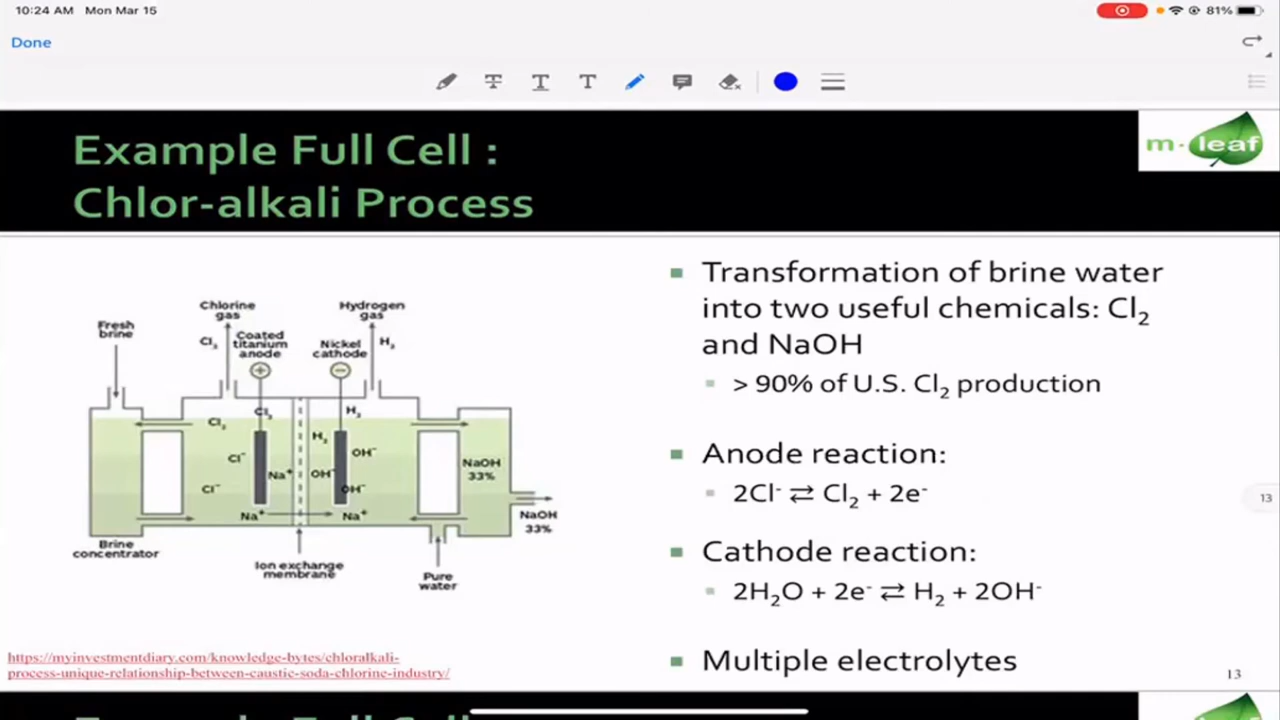 10:24 AM Mon Mar 15
81%
Done
Example Full Cell :
Chlor-alkali Process
m·leaf
Chlorine
gas
Hydrogen
gas
Fresh
brine
Cl₂
Coated
titanium
anode
Nickel
cathode
H₂
+
−
Cl₂
H₂
Cl₂
H₂
OH⁻
Cl⁻
Na⁺
OH⁻
NaOH
33%
Cl⁻
OH⁻
Na⁺
Na⁺
NaOH
33%
Brine
concentrator
Ion exchange
membrane
Pure
water
https://myinvestmentdiary.com/knowledge-bytes/chloralkali-
process-unique-relationship-between-caustic-soda-chlorine-industry/
Transformation of brine water
into two useful chemicals: Cl₂
and NaOH
> 90% of U.S. Cl₂ production
Anode reaction:
2Cl⁻ ⇄ Cl₂ + 2e⁻
Cathode reaction:
2H₂O + 2e⁻ ⇄ H₂ + 2OH⁻
Multiple electrolytes
13
13